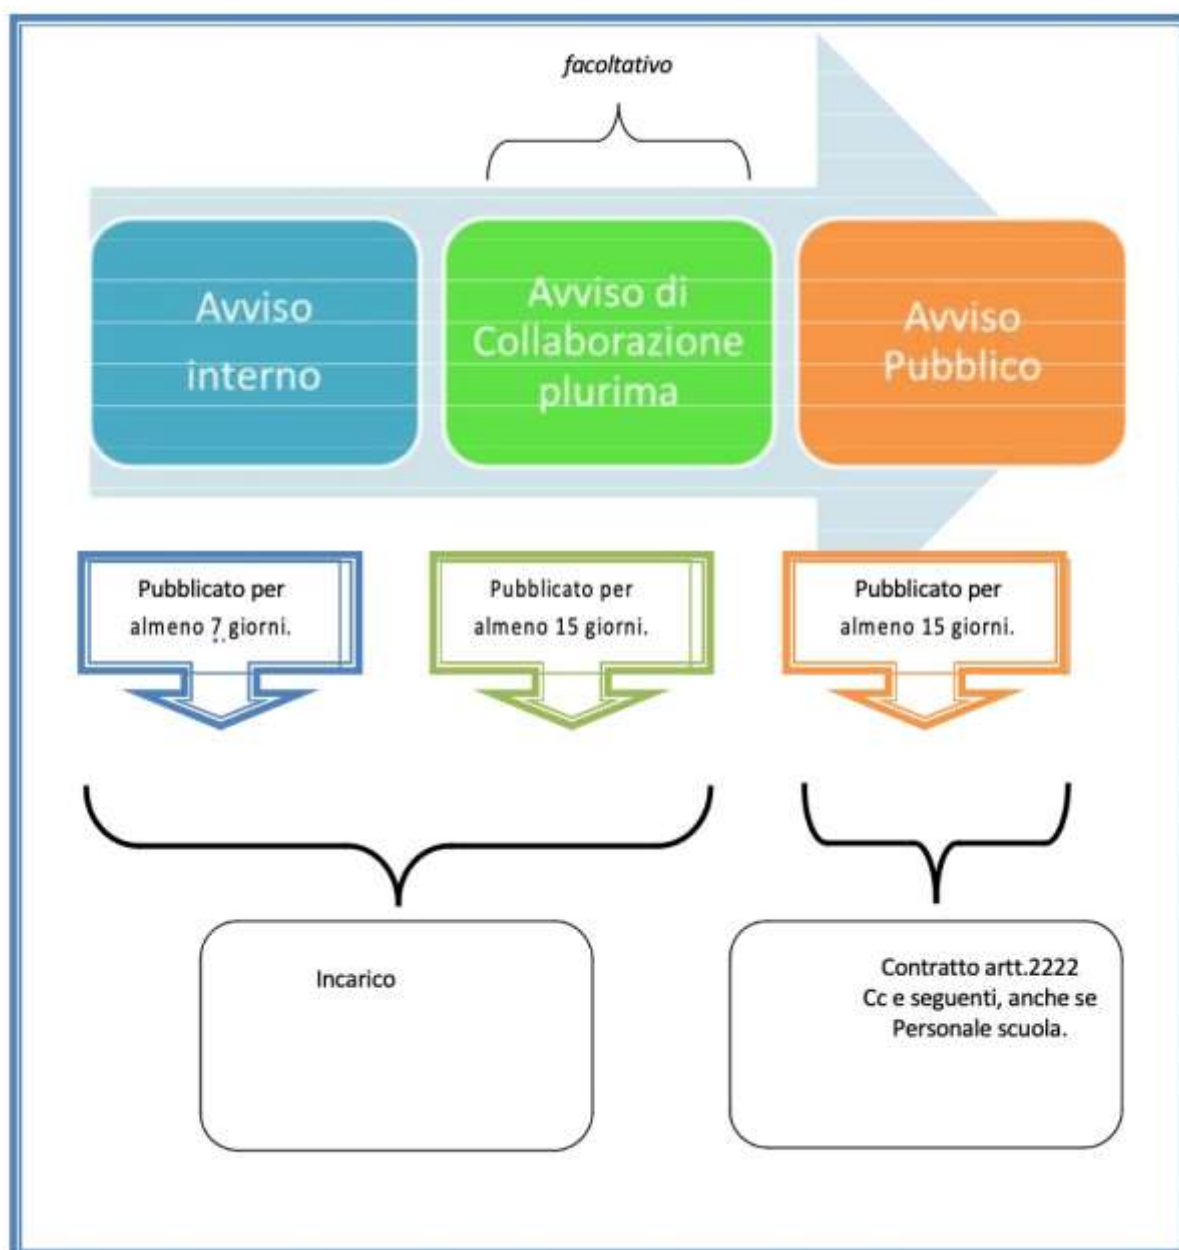 facoltativo
Avviso
interno
Avviso di
Collaborazione
plurima
Avviso
Pubblico
Pubblicato per
almeno 7 giorni.
Pubblicato per
almeno 15 giorni.
Pubblicato per
almeno 15 giorni.
Incarico
Contratto artt.2222
Cc e seguenti, anche se
Personale scuola.